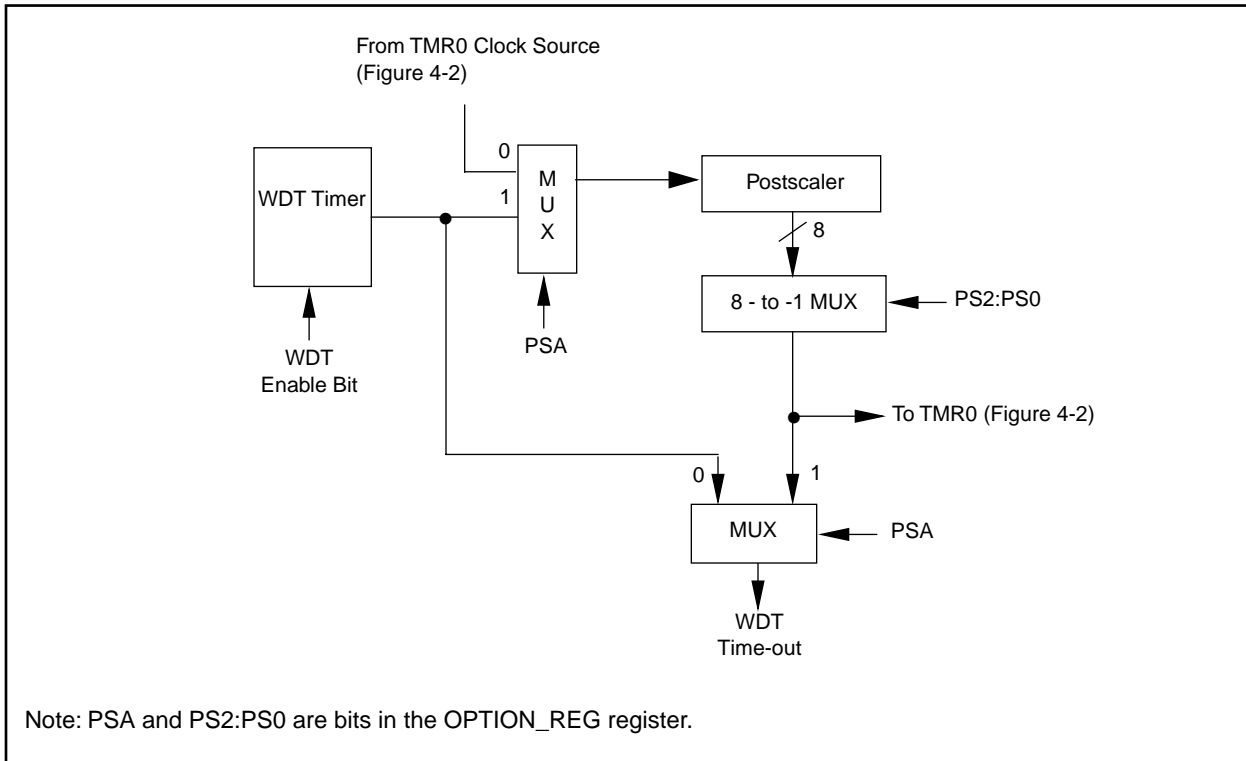 From TMR0 Clock Source
(Figure 4-2)
0
1
WDT Timer
M
U
X
Postscaler
8
8 - to -1 MUX
PS2:PS0
PSA
WDT
Enable Bit
To TMR0 (Figure 4-2)
0
1
MUX
PSA
WDT
Time-out
Note: PSA and PS2:PS0 are bits in the OPTION_REG register.